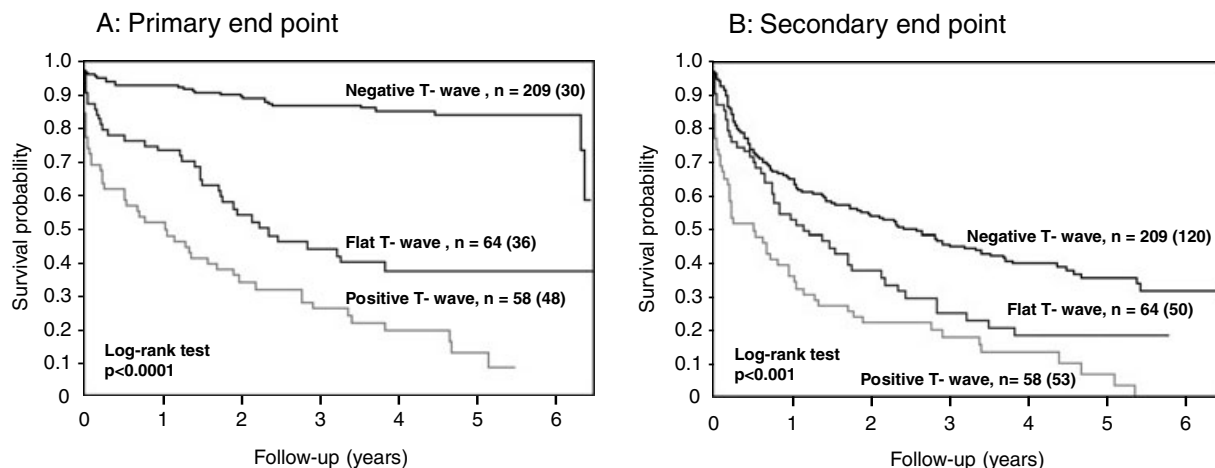 A: Primary end point
1.0
0.9
0.8
0.7
0.6
0.5
0.4
0.3
0.2
0.1
0
Survival probability
Negative T- wave , n = 209 (30)
Flat T- wave , n = 64 (36)
Positive T- wave, n = 58 (48)
Log-rank test
p<0.0001
0 1 2 3 4 5 6
Follow-up (years)
B: Secondary end point
1.0
0.9
0.8
0.7
0.6
0.5
0.4
0.3
0.2
0.1
0
Survival probability
Negative T- wave, n = 209 (120)
Flat T- wave, n = 64 (50)
Log-rank test
p<0.001
Positive T- wave, n= 58 (53)
0 1 2 3 4 5 6
Follow-up (years)